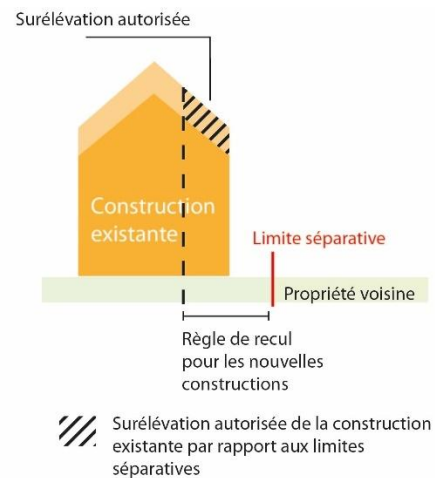 Surélévation autorisée
Construction
existante
Limite séparative
Propriété voisine
Règle de recul
pour les nouvelles
constructions
Surélévation autorisée de la construction
existante par rapport aux limites
séparatives